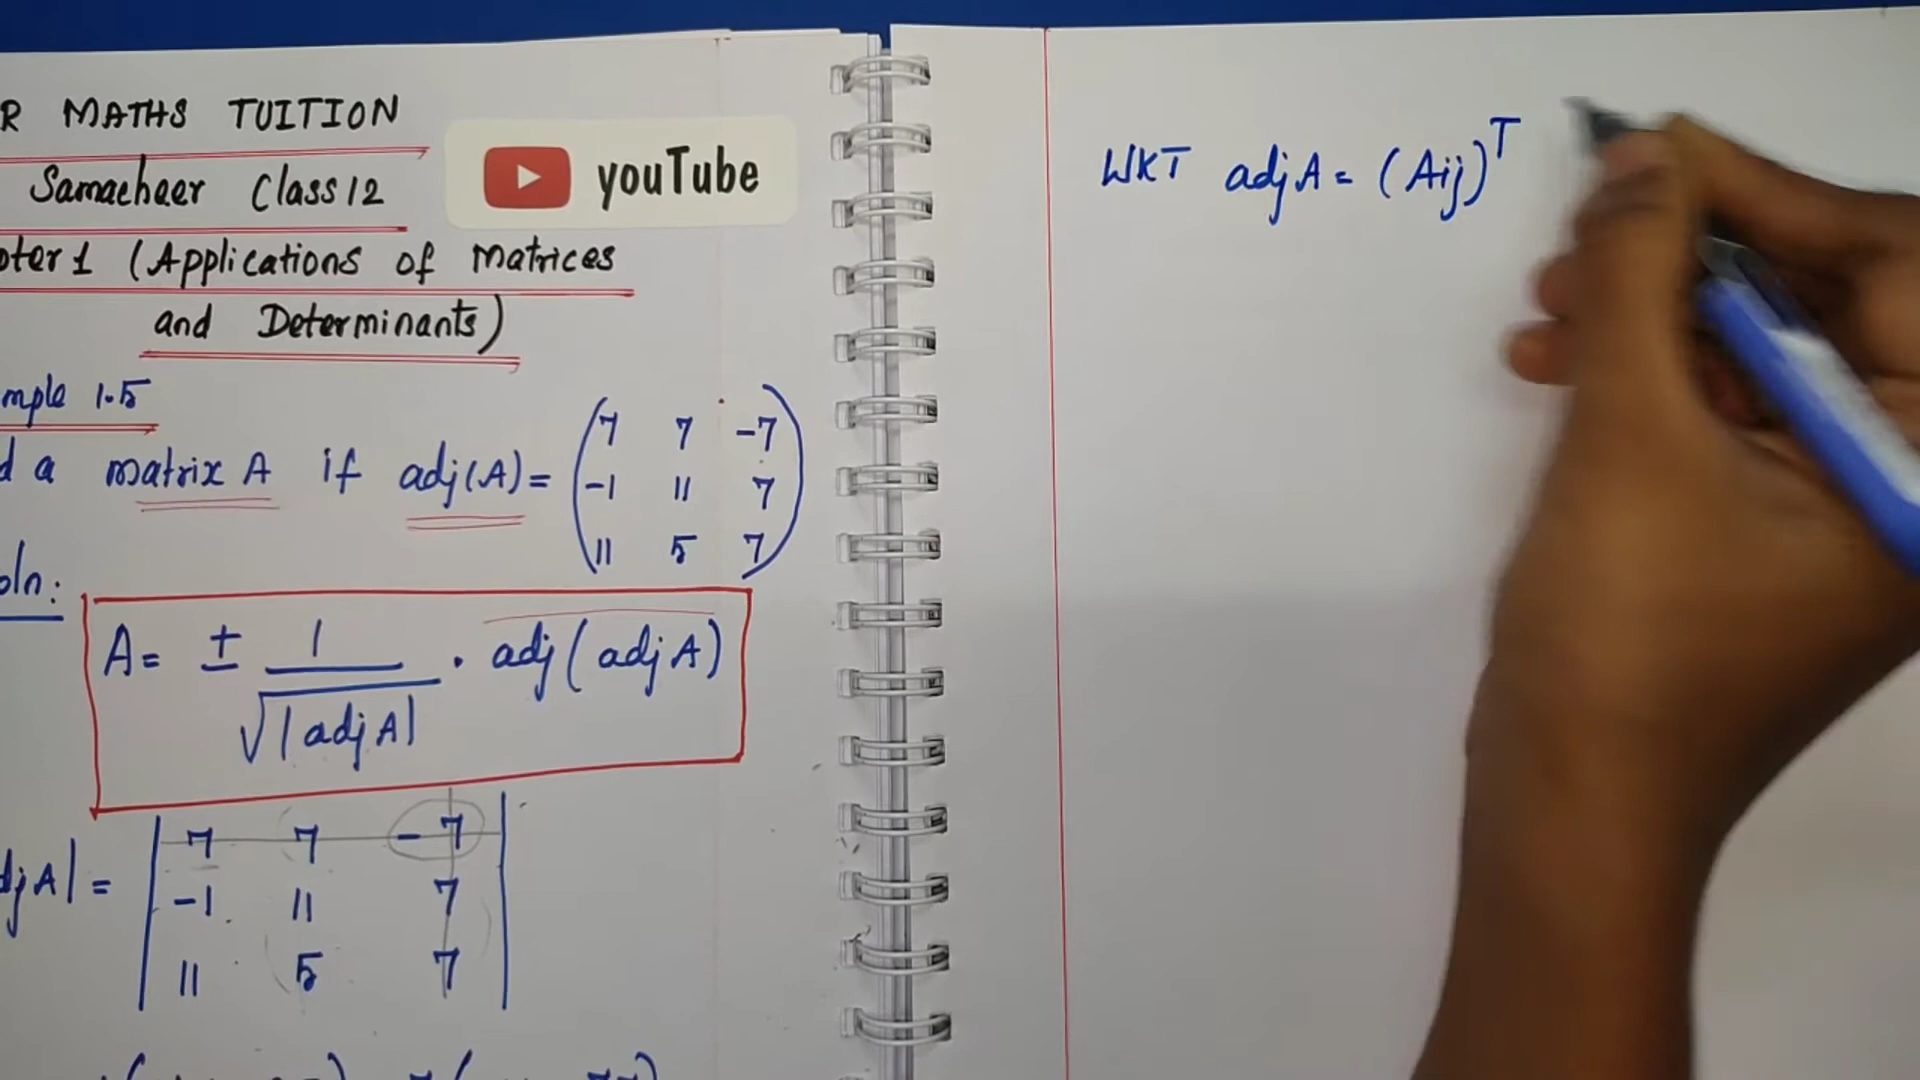 R MATHS TUITION
youTube
Samacheer Class 12
pter 1 (Applications of Matrices
and Determinants)
mple 1.5
d a matrix A if adj(A) =
7 7 -7
-1 11 7
11 5 7
oln:
A = ± 1 / √|adj A| . adj(adj A)
djA| =
7 7 -7
-1 11 7
11 5 7
WKT adj A = (Aij)^T